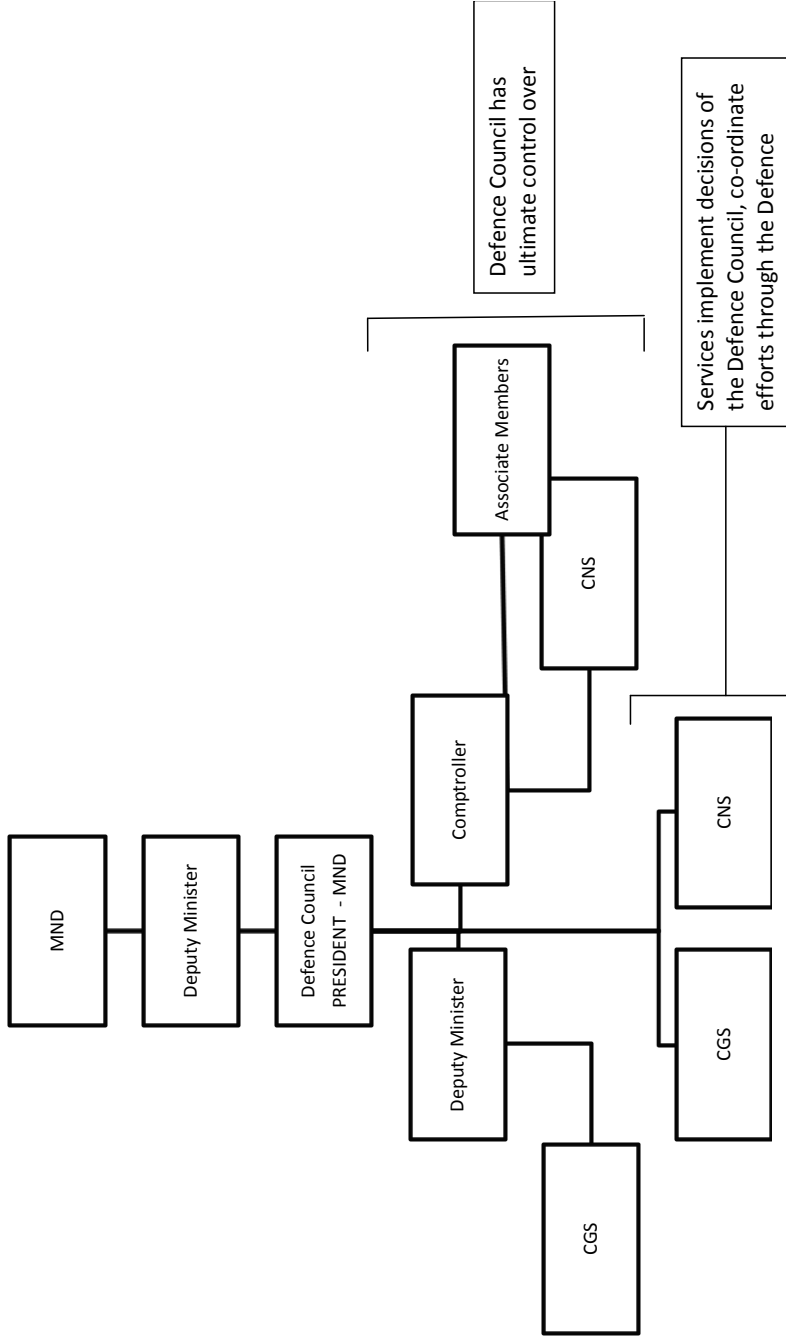 MND
Deputy Minister
Defence Council
PRESIDENT - MND
Deputy Minister
Comptroller
Associate Members
CGS
CNS
CGS
CNS
Defence Council has
ultimate control over
Services implement decisions of
the Defence Council, co-ordinate
efforts through the Defence